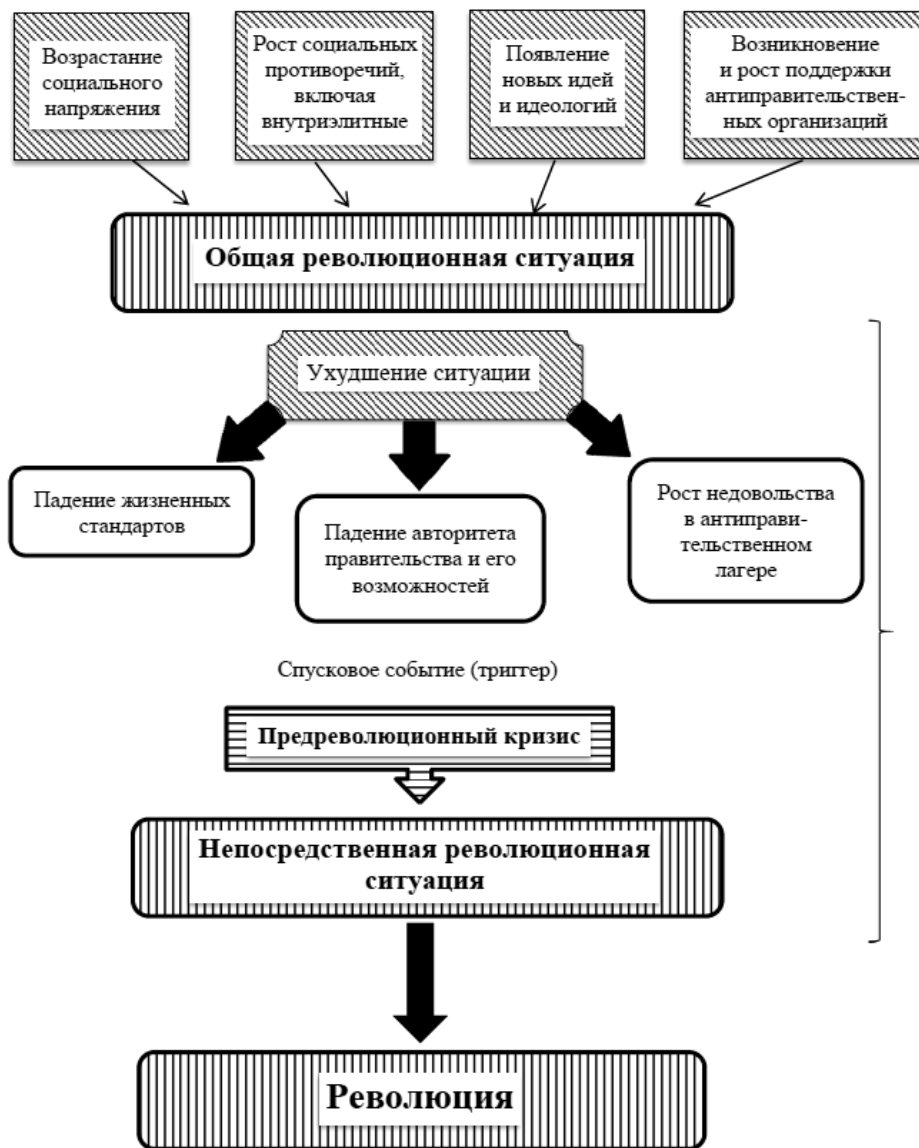 Возрастание
социального
напряжения
Рост социальных
противоречий,
включая
внутриэлитные
Появление
новых идей
и идеологий
Возникновение
и рост поддержки
антиправительствен-
ных организаций
Общая революционная ситуация
Ухудшение ситуации
Падение жизненных
стандартов
Падение авторитета
правительства и его
возможностей
Рост недовольства
в антиправи-
тельственном
лагере
Спусковое событие (триггер)
Предреволюционный кризис
Непосредственная революционная
ситуация
Революция